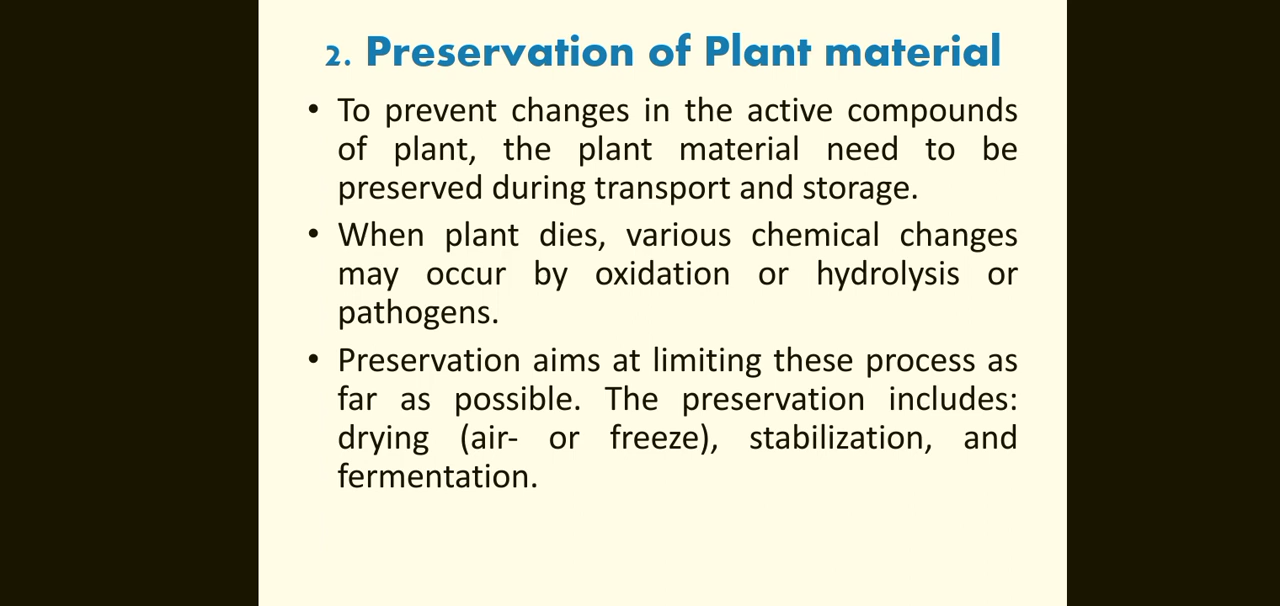 2. Preservation of Plant material
• To prevent changes in the active compounds
of plant, the plant material need to be
preserved during transport and storage.
• When plant dies, various chemical changes
may occur by oxidation or hydrolysis or
pathogens.
• Preservation aims at limiting these process as
far as possible. The preservation includes:
drying (air- or freeze), stabilization, and
fermentation.